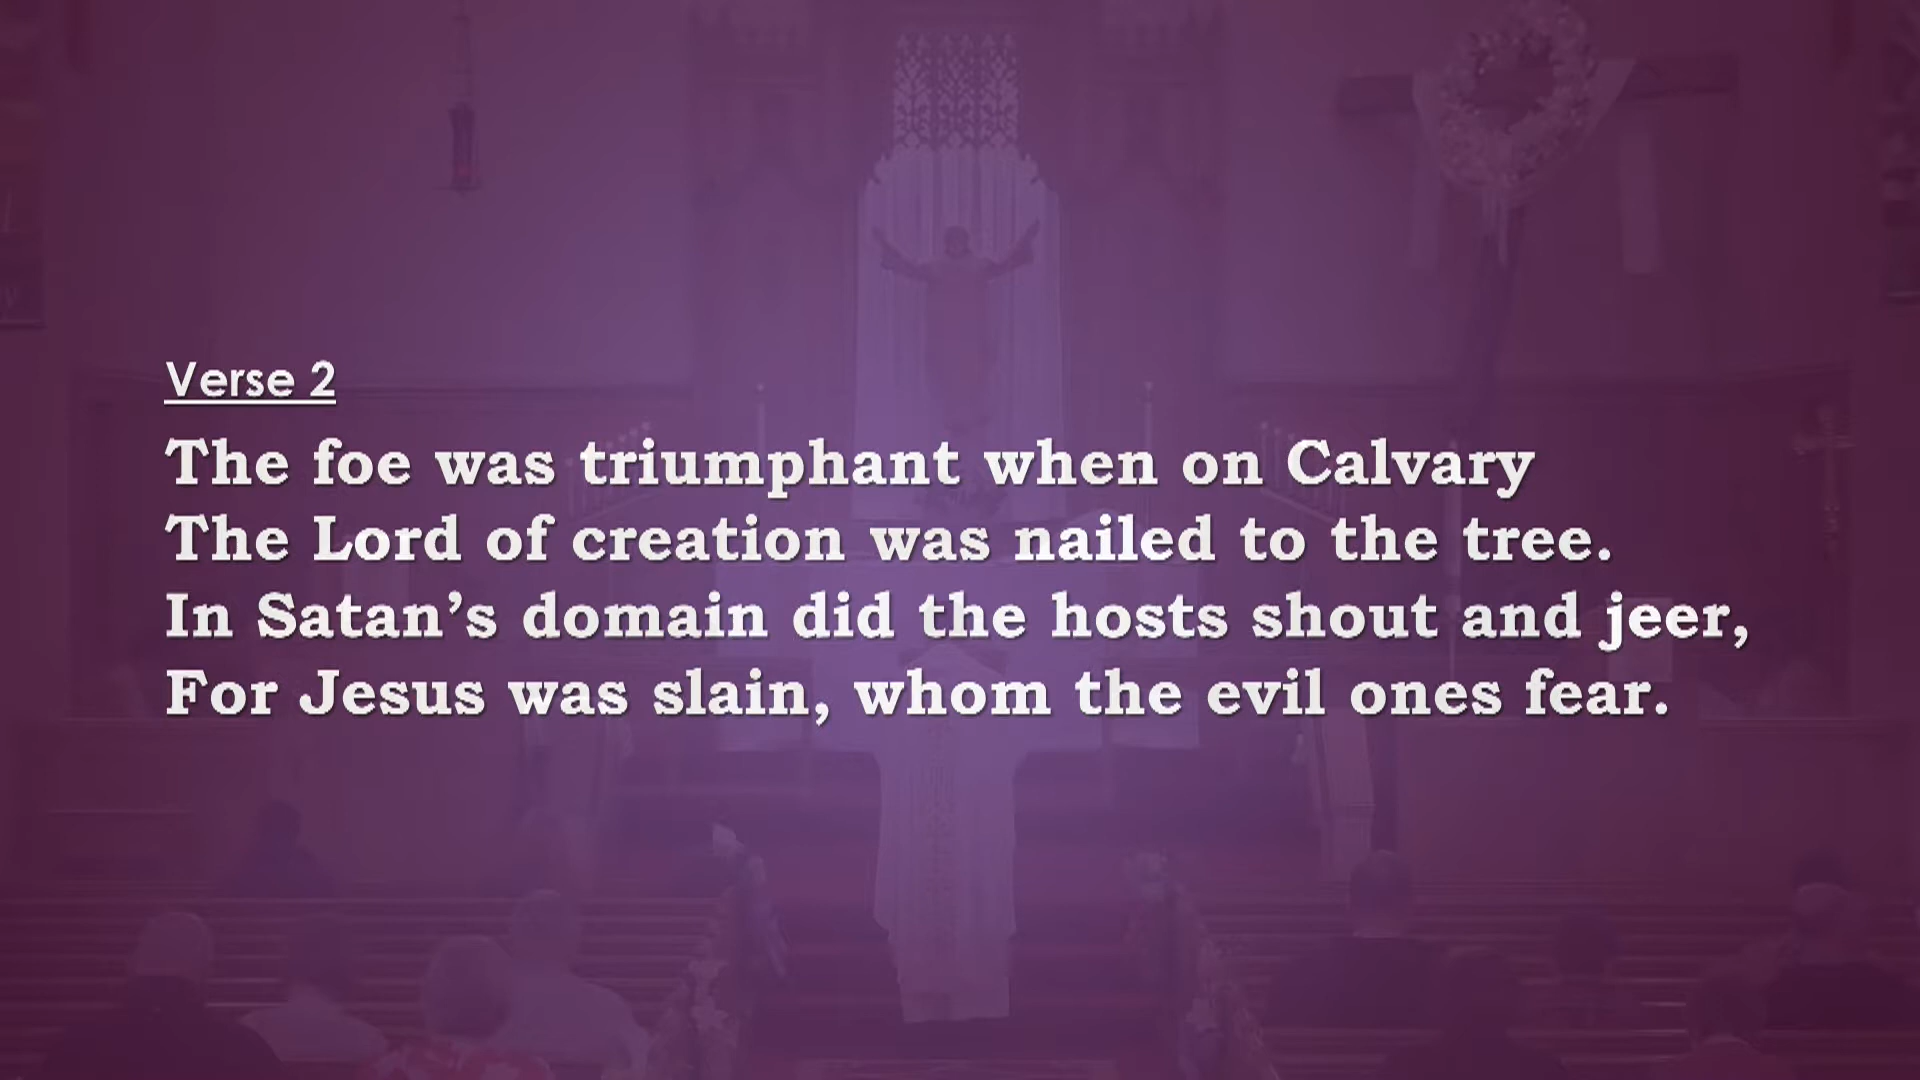 Verse 2
The foe was triumphant when on Calvary
The Lord of creation was nailed to the tree.
In Satan’s domain did the hosts shout and jeer,
For Jesus was slain, whom the evil ones fear.